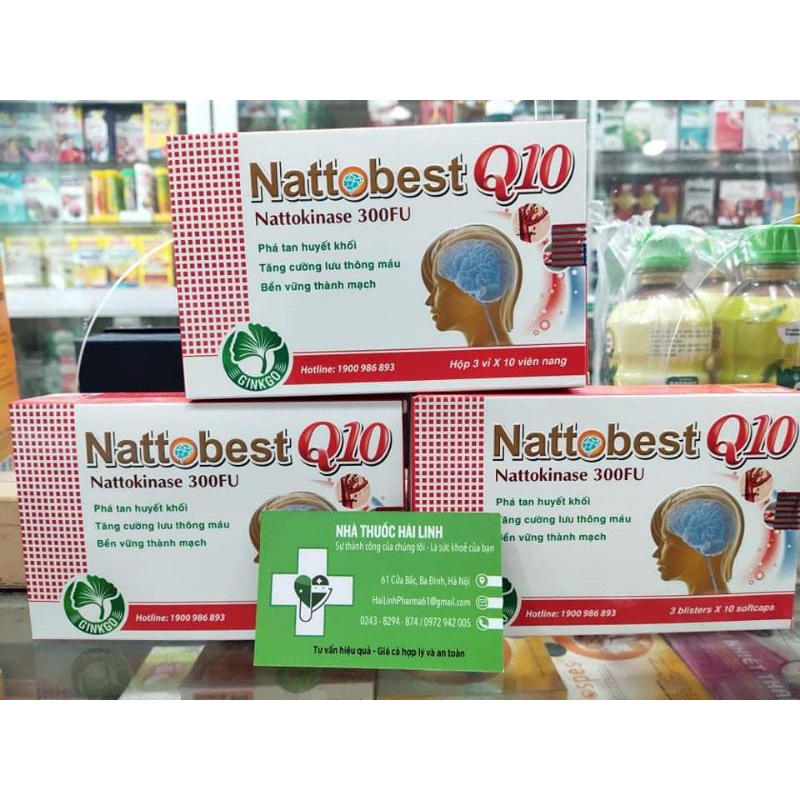 Nattobest Q10
Nattokinase 300FU
Phá tan huyết khối
Tăng cường lưu thông máu
Bền vững thành mạch
GINKGO
Hotline: 1900 986 893
Hộp 3 vỉ X 10 viên nang
Nattobest Q10
Nattokinase 300FU
Phá tan huyết khối
Tăng cường lưu thông máu
Bền vững thành mạch
GINKGO
Hotline: 1900 986 893
Nattobest Q10
Nattokinase 300FU
Phá tan huyết khối
Tăng cường lưu thông máu
Bền vững thành mạch
Hotline: 1900 986 893
3 blisters X 10 softcaps
NHÀ THUỐC HẢI LINH
Sự thành công của chúng tôi - Là sức khoẻ của bạn
61 Cửa Bắc, Ba Đình, Hà Nội
HaiLinhPharma61@gmail.com
0243 - 8294 - 874 / 0972 942 005
Tư vấn hiệu quả - Giá cả hợp lý và an toàn